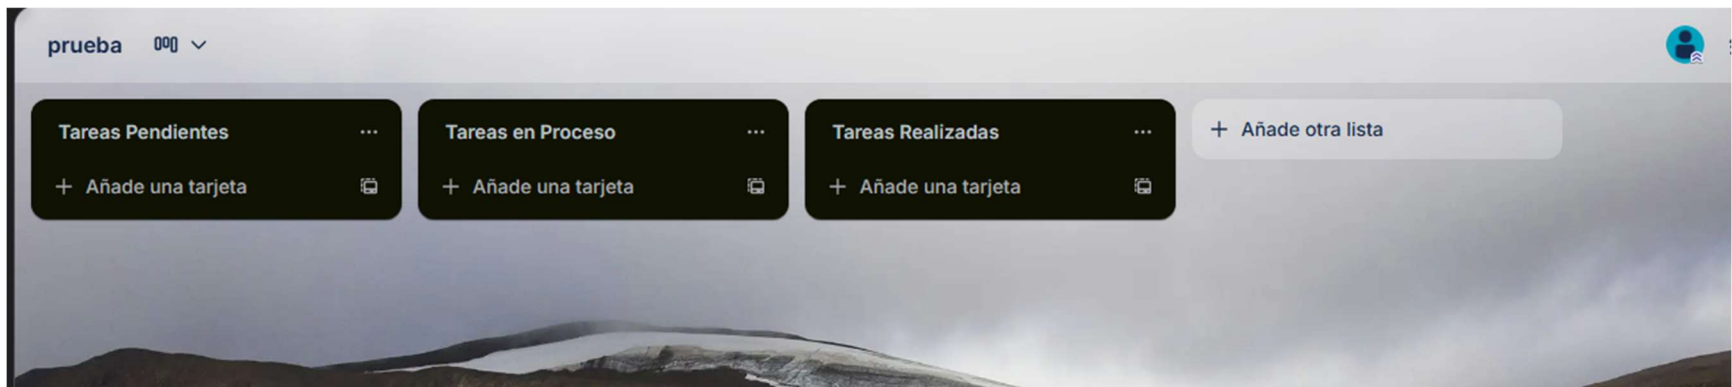 prueba
Tareas Pendientes
Añade una tarjeta
Tareas en Proceso
Añade una tarjeta
Tareas Realizadas
Añade una tarjeta
Añade otra lista